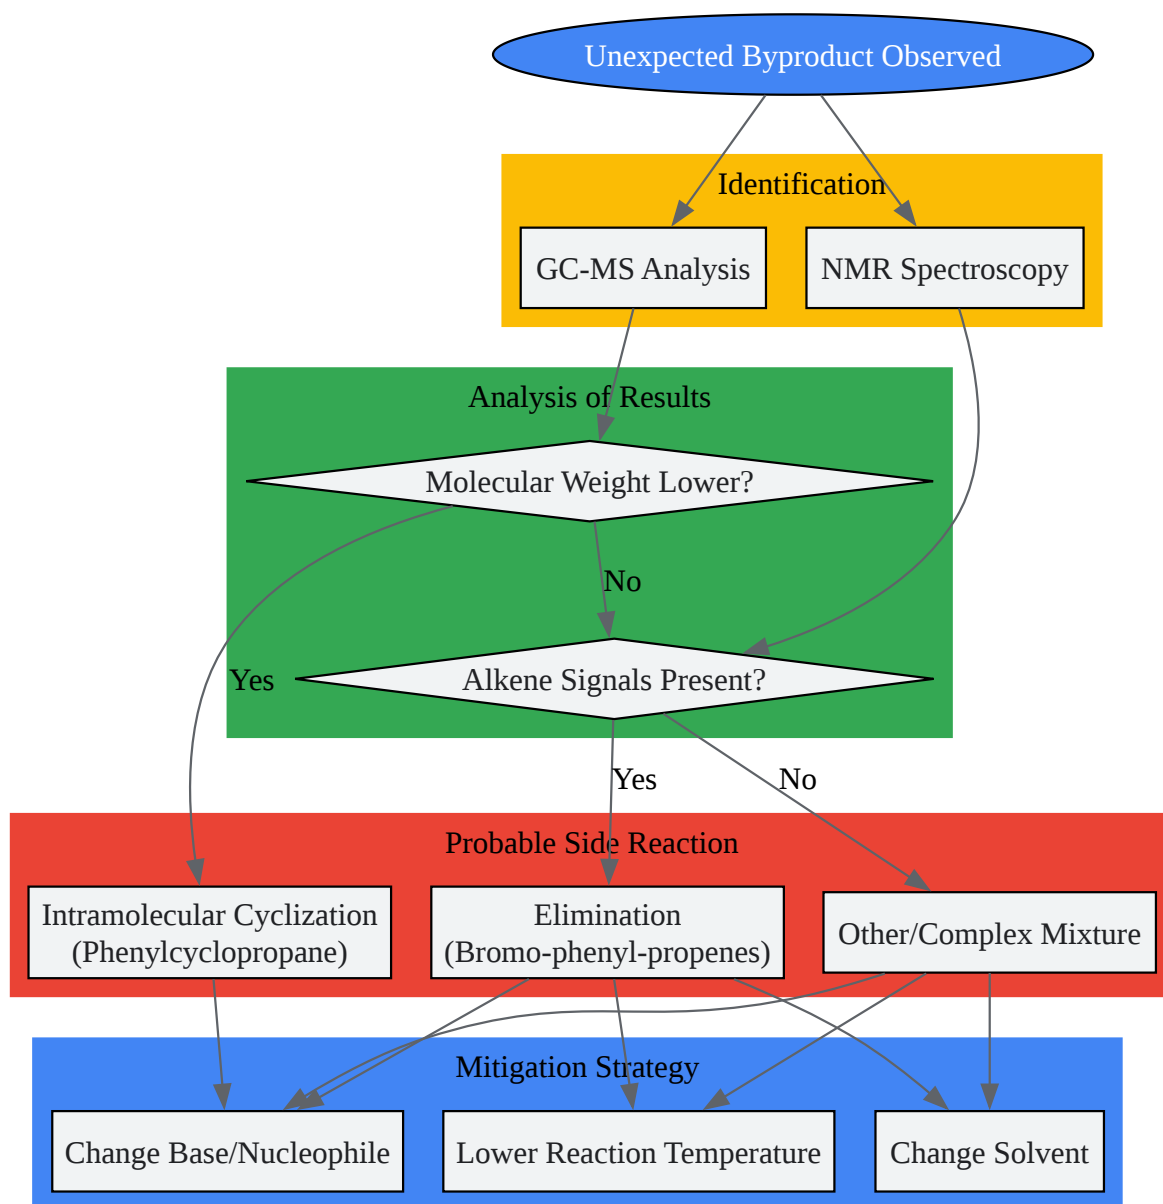 Unexpected Byproduct Observed
Identification
GC-MS Analysis
NMR Spectroscopy
Analysis of Results
Molecular Weight Lower?
No
Yes
Alkene Signals Present?
Yes
No
Probable Side Reaction
Intramolecular Cyclization
(Phenylcyclopropane)
Elimination
(Bromo-phenyl-propenes)
Other/Complex Mixture
Mitigation Strategy
Change Base/Nucleophile
Lower Reaction Temperature
Change Solvent